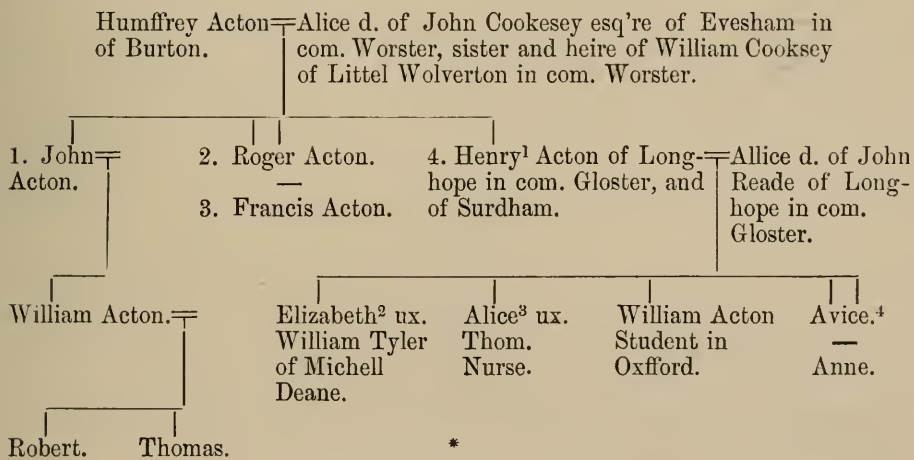 Humffrey Acton Alice d. of John Cookesey esq're of Evesham in
of Burton. com. Worster, sister and heire of William Cooksey
of Littel Wolverton in com. Worster.
1. John
Acton.
2. Roger Acton.
—
3. Francis Acton.
4. Henry¹ Acton of Long-
hope in com. Gloster, and
of Surdham.
Allice d. of John
Reade of Long-
hope in com.
Gloster.
William Acton.
Elizabeth² ux.
William Tyler
of Michell
Deane.
Alice³ ux.
Thom.
Nurse.
William Acton
Student in
Oxfford.
Avice.⁴
—
Anne.
Robert. Thomas.
*